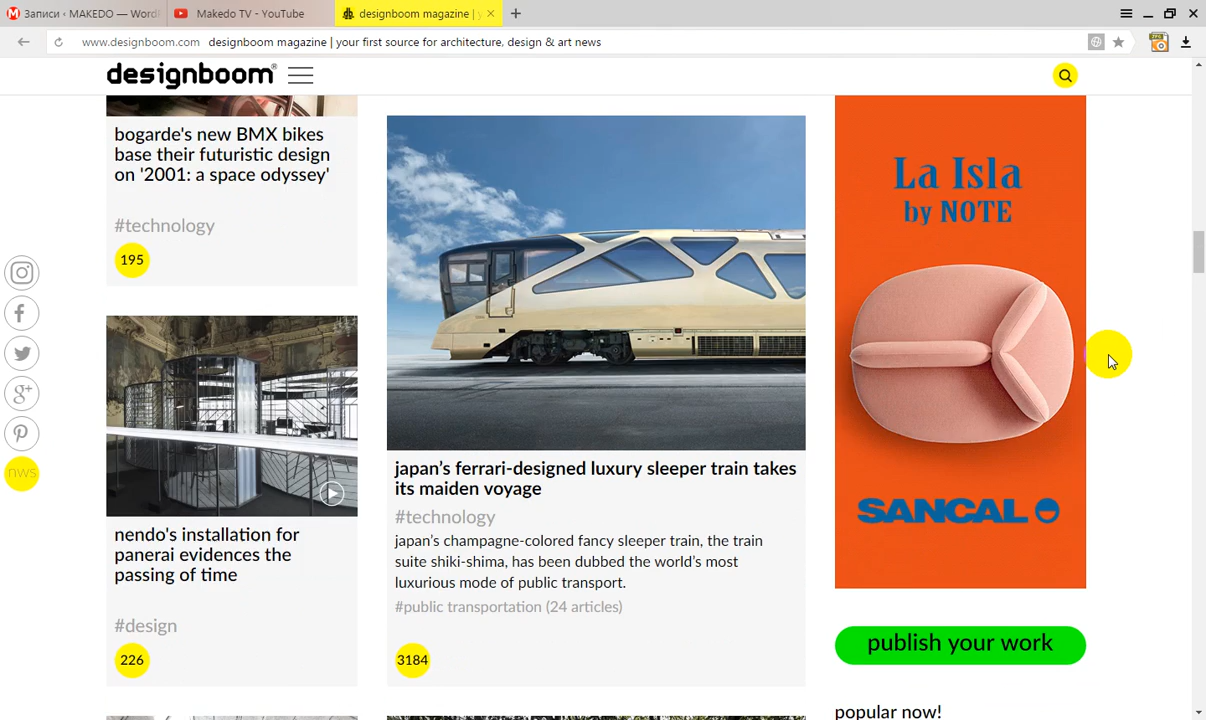 Записи ‹ MAKEDO — WordF
Makedo TV - YouTube
designboom magazine | y
www.designboom.com designboom magazine | your first source for architecture, design & art news
designboom®
bogarde's new BMX bikes
base their futuristic design
on '2001: a space odyssey'
#technology
195
nendo's installation for
panerai evidences the
passing of time
#design
226
nws
japan's ferrari-designed luxury sleeper train takes
its maiden voyage
#technology
japan's champagne-colored fancy sleeper train, the train
suite shiki-shima, has been dubbed the world's most
luxurious mode of public transport.
#public transportation (24 articles)
3184
La Isla
by NOTE
SANCAL
publish your work
popular now!